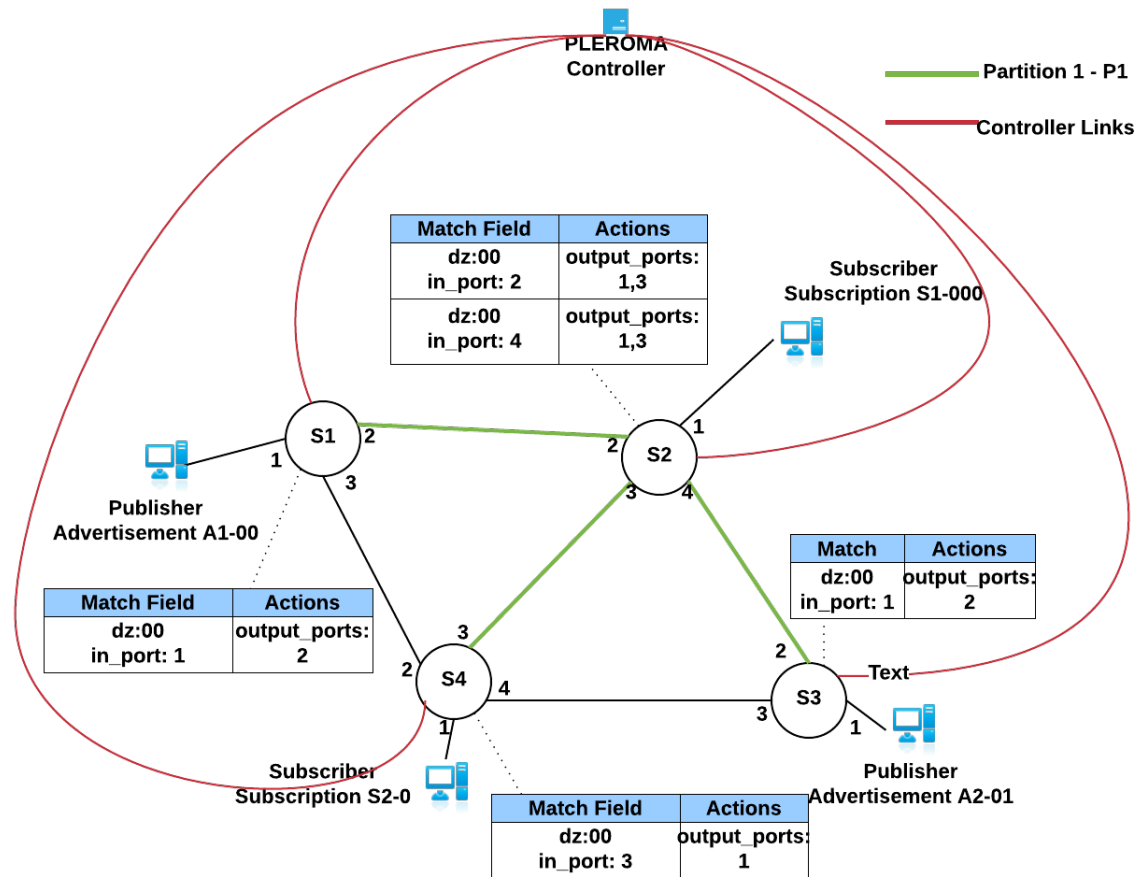 PLEROMA
Controller
Partition 1 - P1
Controller Links
Match Field Actions
dz:00 output_ports:
in_port: 2 1,3
dz:00 output_ports:
in_port: 4 1,3
Subscriber
Subscription S1-000
S1
2
1
3
2
S2
1
3
4
Publisher
Advertisement A1-00
Match Actions
dz:00 output_ports:
in_port: 1 2
Match Field Actions
dz:00 output_ports:
in_port: 1 2
3
2
S4
4
1
2
S3
3
1
Text
Subscriber
Subscription S2-0
Publisher
Advertisement A2-01
Match Field Actions
dz:00 output_ports:
in_port: 3 1